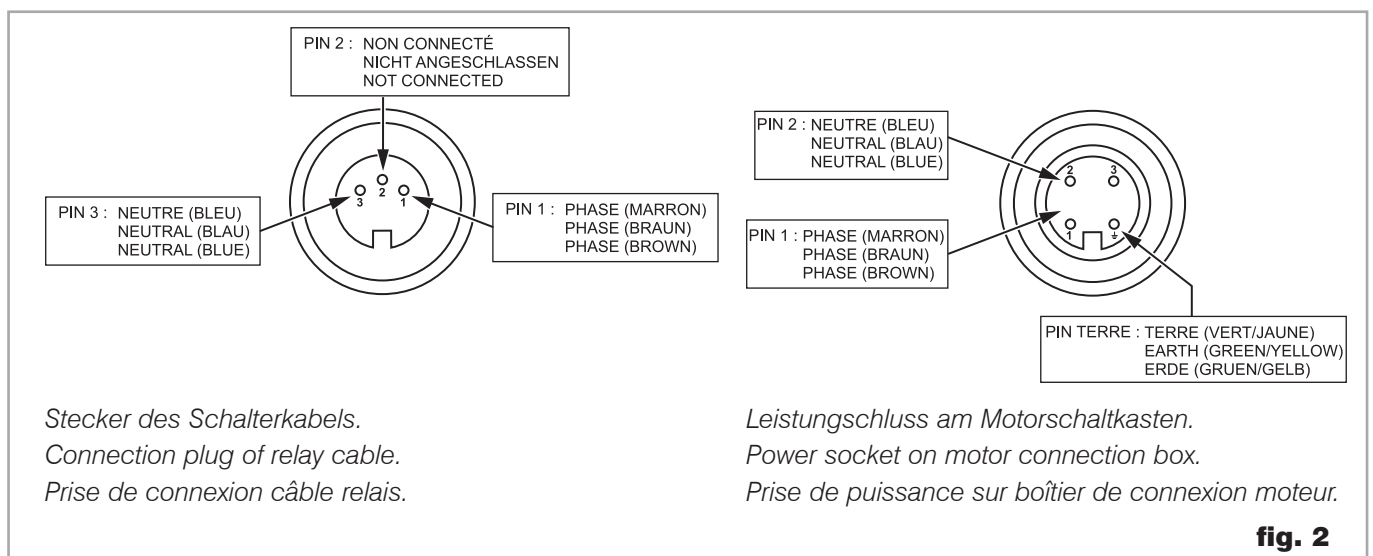 PIN 2 : NON CONNECTÉ
NICHT ANGESCHLASSEN
NOT CONNECTED
PIN 3 : NEUTRE (BLEU)
NEUTRAL (BLAU)
NEUTRAL (BLUE)
2
3
1
PIN 1 : PHASE (MARRON)
PHASE (BRAUN)
PHASE (BROWN)
Stecker des Schalterkabels.
Connection plug of relay cable.
Prise de connexion câble relais.
PIN 2 : NEUTRE (BLEU)
NEUTRAL (BLAU)
NEUTRAL (BLUE)
PIN 1 : PHASE (MARRON)
PHASE (BRAUN)
PHASE (BROWN)
2 3
1
PIN TERRE : TERRE (VERT/JAUNE)
EARTH (GREEN/YELLOW)
ERDE (GRUEN/GELB)
Leistungschluss am Motorschaltkasten.
Power socket on motor connection box.
Prise de puissance sur boîtier de connexion moteur.
fig. 2